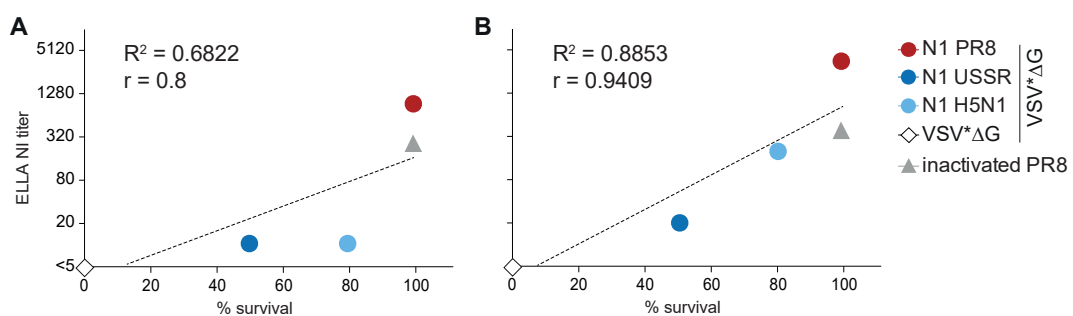 A
R² = 0.6822
r = 0.8
ELLA NI titer
5120
1280
320
80
20
<5
0 20 40 60 80 100
% survival
B
R² = 0.8853
r = 0.9409
0 20 40 60 80 100
% survival
N1 PR8
N1 USSR
N1 H5N1
VSV*ΔG
VSV*ΔG
inactivated PR8